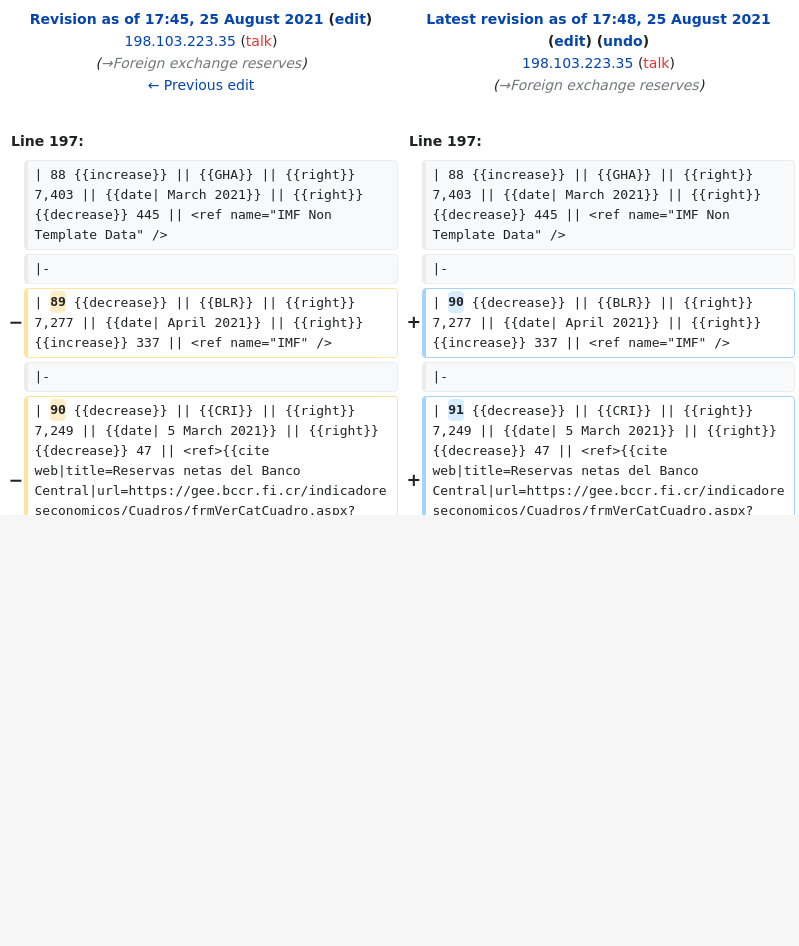 Revision as of 17:45, 25 August 2021 (edit)
198.103.223.35 (talk)
(→Foreign exchange reserves)
← Previous edit
Latest revision as of 17:48, 25 August 2021
(edit) (undo)
198.103.223.35 (talk)
(→Foreign exchange reserves)
Line 197:
| 88 {{increase}} || {{GHA}} || {{right}}
7,403 || {{date| March 2021}} || {{right}}
{{decrease}} 445 || <ref name="IMF Non
Template Data" />
|-
− | 89 {{decrease}} || {{BLR}} || {{right}}
7,277 || {{date| April 2021}} || {{right}}
{{increase}} 337 || <ref name="IMF" />
|-
− | 90 {{decrease}} || {{CRI}} || {{right}}
7,249 || {{date| 5 March 2021}} || {{right}}
{{decrease}} 47 || <ref>{{cite
web|title=Reservas netas del Banco
Central|url=https://gee.bccr.fi.cr/indicadore
seconomicos/Cuadros/frmVerCatCuadro.aspx?
Line 197:
| 88 {{increase}} || {{GHA}} || {{right}}
7,403 || {{date| March 2021}} || {{right}}
{{decrease}} 445 || <ref name="IMF Non
Template Data" />
|-
+ | 90 {{decrease}} || {{BLR}} || {{right}}
7,277 || {{date| April 2021}} || {{right}}
{{increase}} 337 || <ref name="IMF" />
|-
+ | 91 {{decrease}} || {{CRI}} || {{right}}
7,249 || {{date| 5 March 2021}} || {{right}}
{{decrease}} 47 || <ref>{{cite
web|title=Reservas netas del Banco
Central|url=https://gee.bccr.fi.cr/indicadore
seconomicos/Cuadros/frmVerCatCuadro.aspx?